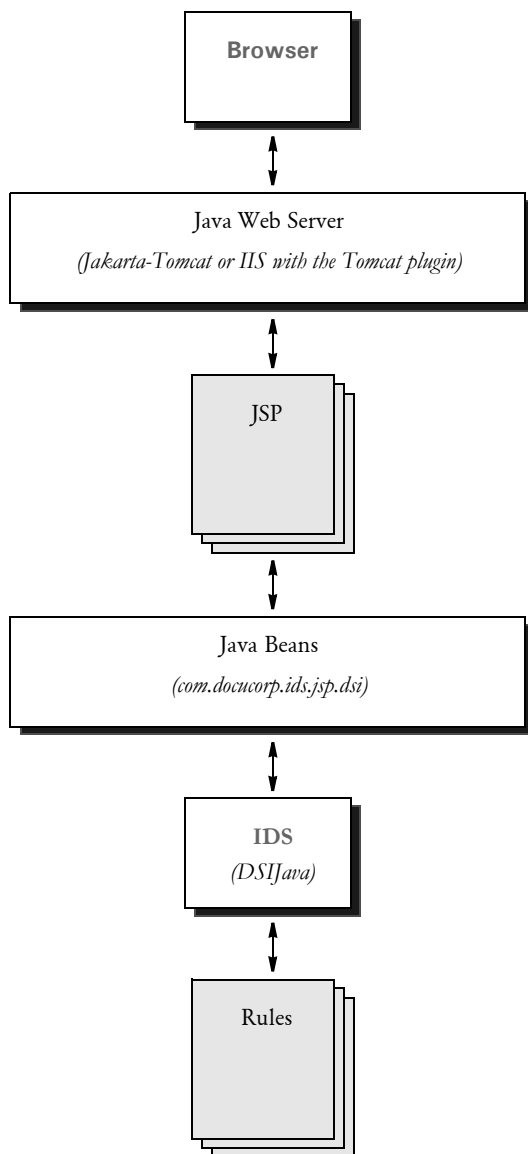 Browser
Java Web Server
(Jakarta-Tomcat or IIS with the Tomcat plugin)
JSP
Java Beans
(com.docucorp.ids.jsp.dsi)
IDS
(DSIJava)
Rules